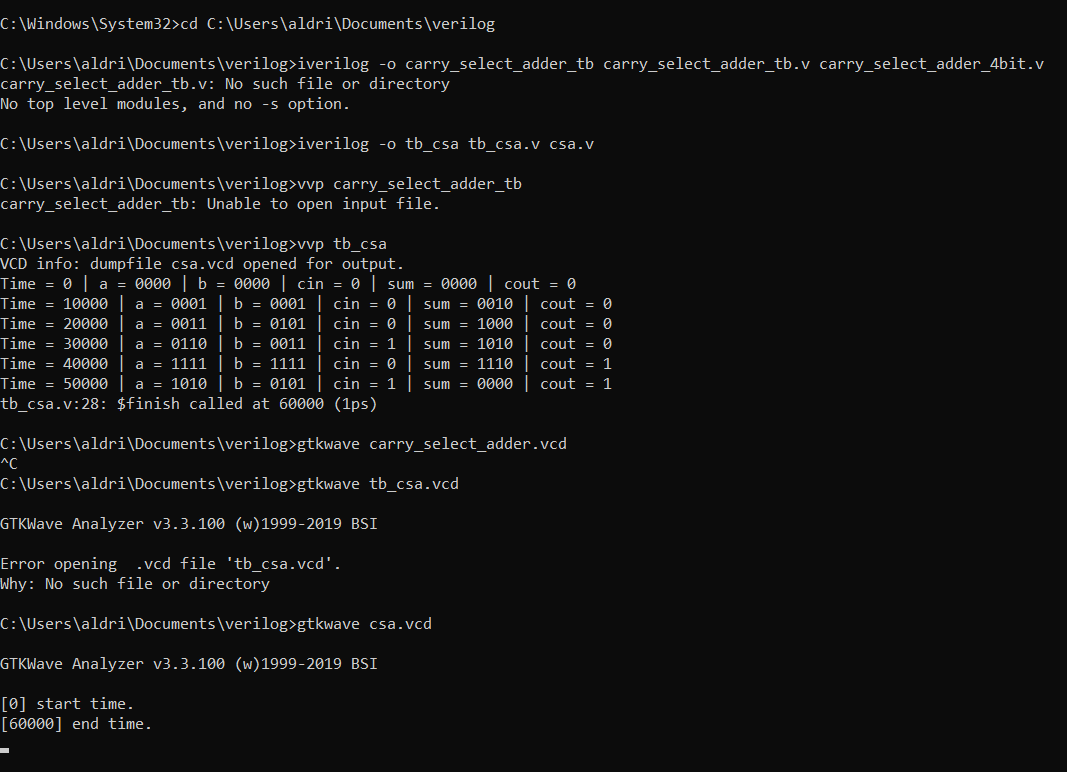 C:\Windows\System32>cd C:\Users\aldri\Documents\verilog
C:\Users\aldri\Documents\verilog>iverilog -o carry_select_adder_tb carry_select_adder_tb.v carry_select_adder_4bit.v
carry_select_adder_tb.v: No such file or directory
No top level modules, and no -s option.
C:\Users\aldri\Documents\verilog>iverilog -o tb_csa tb_csa.v csa.v
C:\Users\aldri\Documents\verilog>vvp carry_select_adder_tb
carry_select_adder_tb: Unable to open input file.
C:\Users\aldri\Documents\verilog>vvp tb_csa
VCD info: dumpfile csa.vcd opened for output.
Time = 0 | a = 0000 | b = 0000 | cin = 0 | sum = 0000 | cout = 0
Time = 10000 | a = 0001 | b = 0001 | cin = 0 | sum = 0010 | cout = 0
Time = 20000 | a = 0011 | b = 0101 | cin = 0 | sum = 1000 | cout = 0
Time = 30000 | a = 0110 | b = 0011 | cin = 1 | sum = 1010 | cout = 0
Time = 40000 | a = 1111 | b = 1111 | cin = 0 | sum = 1110 | cout = 1
Time = 50000 | a = 1010 | b = 0101 | cin = 1 | sum = 0000 | cout = 1
tb_csa.v:28: $finish called at 60000 (1ps)
C:\Users\aldri\Documents\verilog>gtkwave carry_select_adder.vcd
^C
C:\Users\aldri\Documents\verilog>gtkwave tb_csa.vcd
GTKWave Analyzer v3.3.100 (w)1999-2019 BSI
Error opening  .vcd file 'tb_csa.vcd'.
Why: No such file or directory
C:\Users\aldri\Documents\verilog>gtkwave csa.vcd
GTKWave Analyzer v3.3.100 (w)1999-2019 BSI
[0] start time.
[60000] end time.